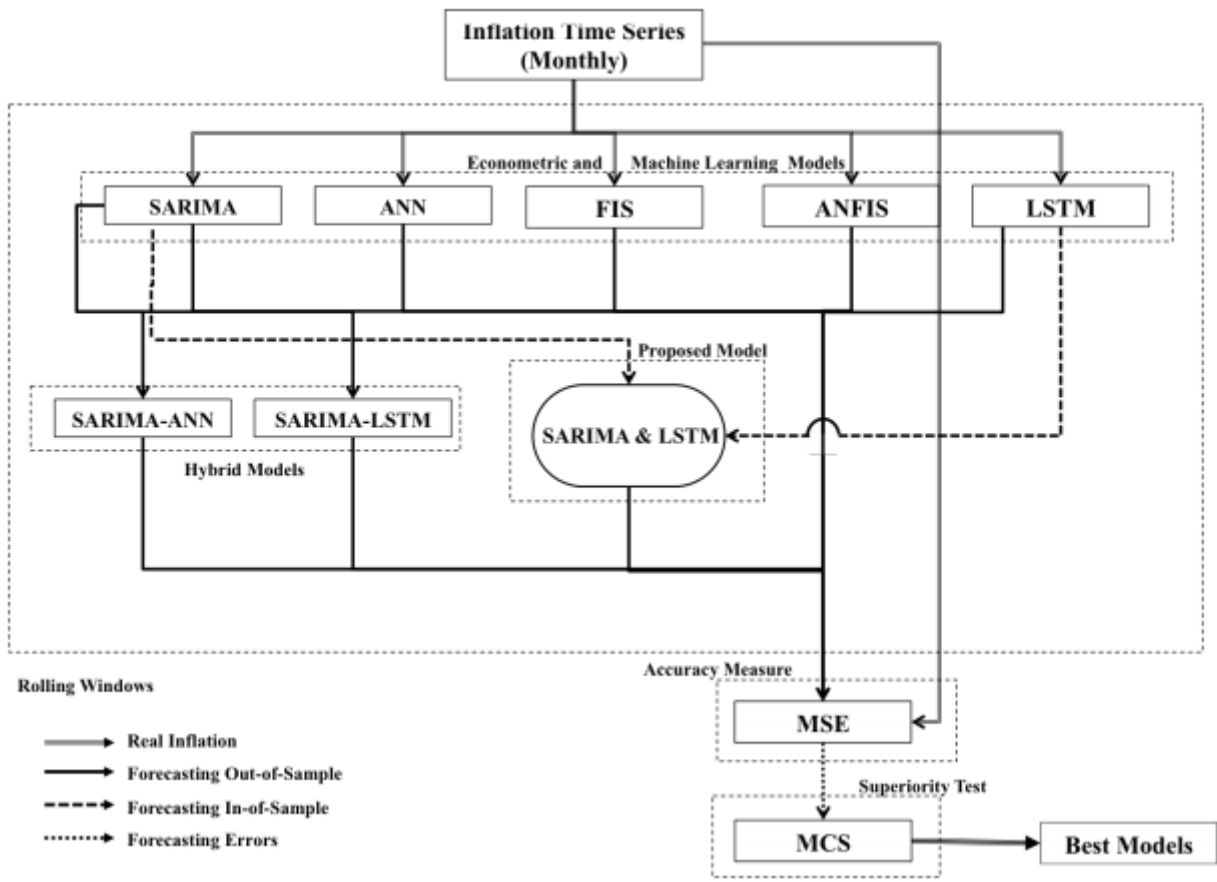 Inflation Time Series
(Monthly)
Econometric and Machine Learning Models
SARIMA
ANN
FIS
ANFIS
LSTM
Proposed Model
SARIMA-ANN
SARIMA-LSTM
SARIMA & LSTM
Hybrid Models
Accuracy Measure
Rolling Windows
MSE
Real Inflation
Forecasting Out-of-Sample
Superiority Test
Forecasting In-of-Sample
Forecasting Errors
MCS
Best Models